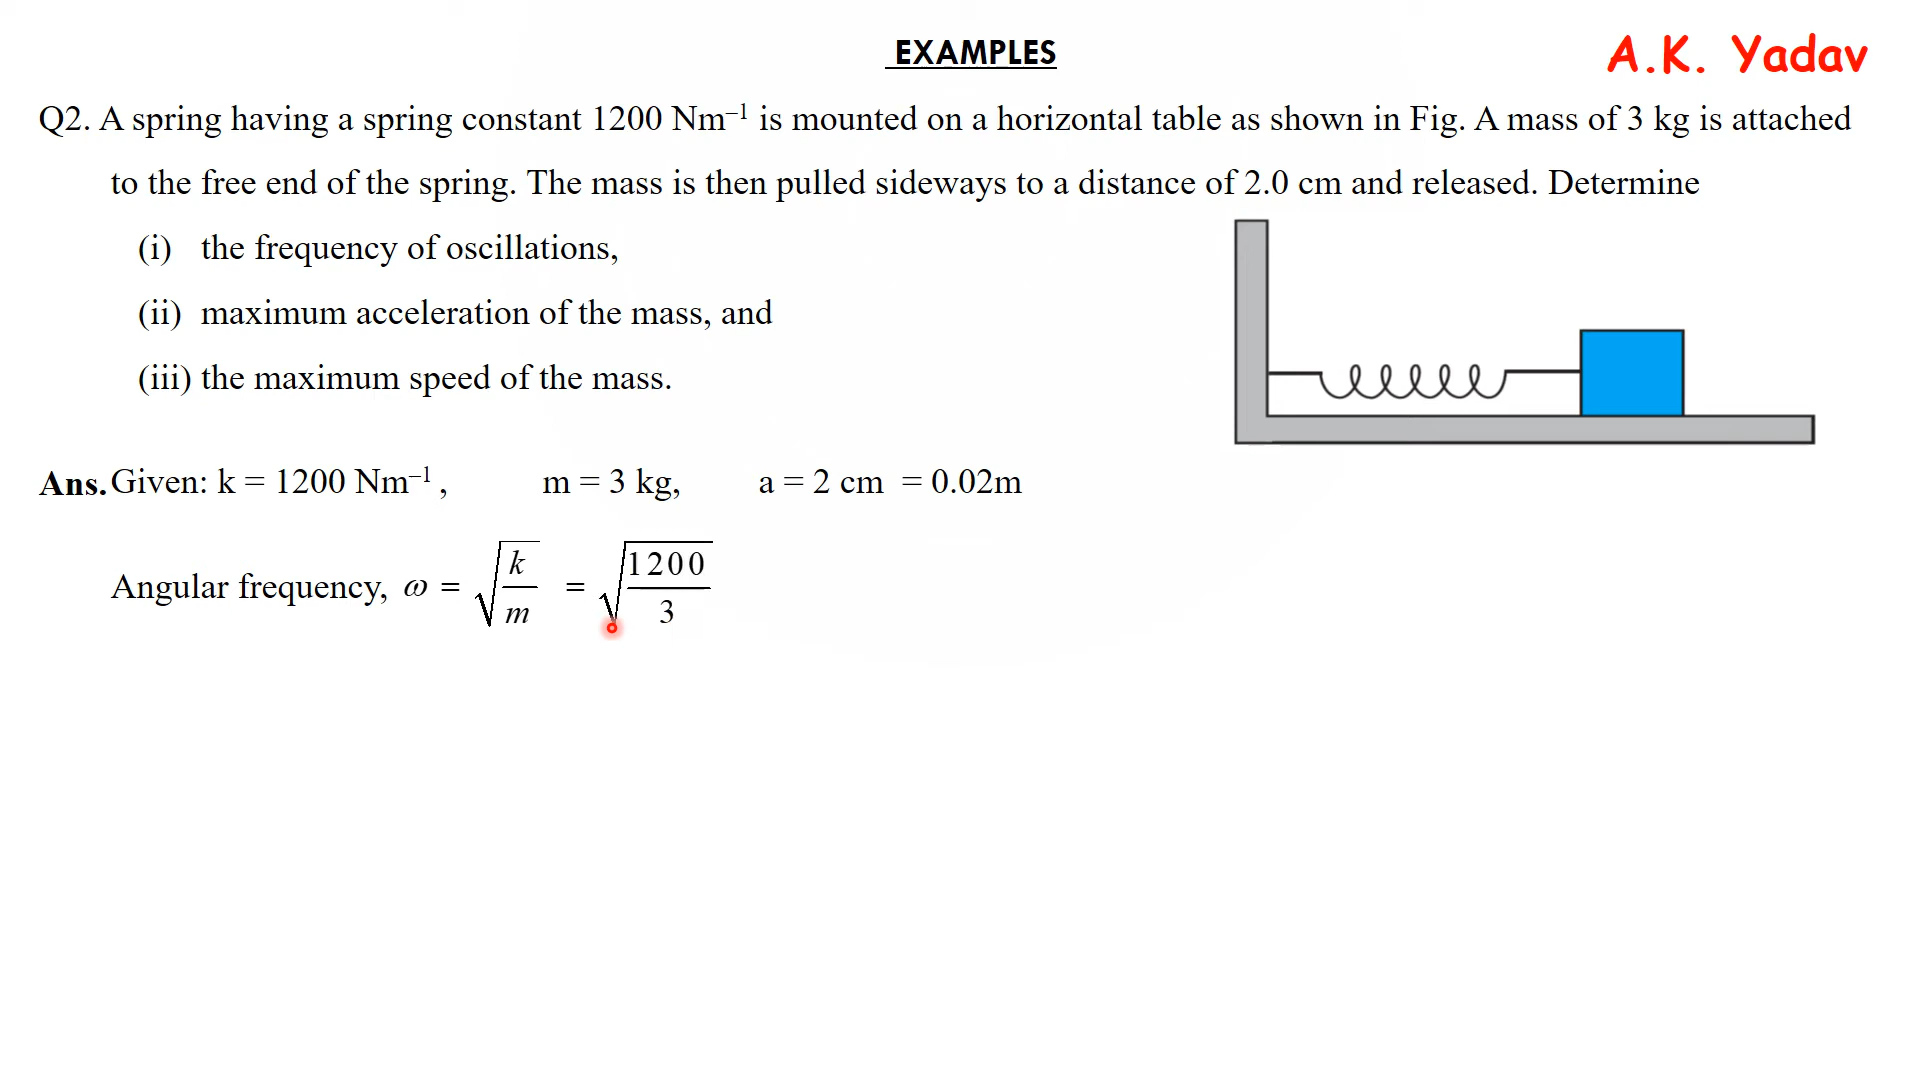 EXAMPLES
A.K. Yadav
Q2. A spring having a spring constant 1200 Nm⁻¹ is mounted on a horizontal table as shown in Fig. A mass of 3 kg is attached
to the free end of the spring. The mass is then pulled sideways to a distance of 2.0 cm and released. Determine
(i) the frequency of oscillations,
(ii) maximum acceleration of the mass, and
(iii) the maximum speed of the mass.
Ans. Given: k = 1200 Nm⁻¹ , m = 3 kg, a = 2 cm = 0.02m
Angular frequency, ω = √(k/m) = √(1200/3)